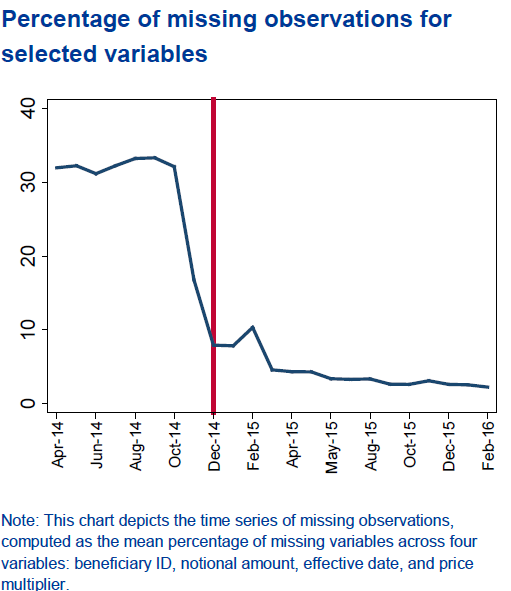 Percentage of missing observations for
selected variables
40
30
20
10
0
Apr-14
Jun-14
Aug-14
Oct-14
Dec-14
Feb-15
Apr-15
May-15
Aug-15
Oct-15
Dec-15
Feb-16
Note: This chart depicts the time series of missing observations,
computed as the mean percentage of missing variables across four
variables: beneficiary ID, notional amount, effective date, and price
multiplier.